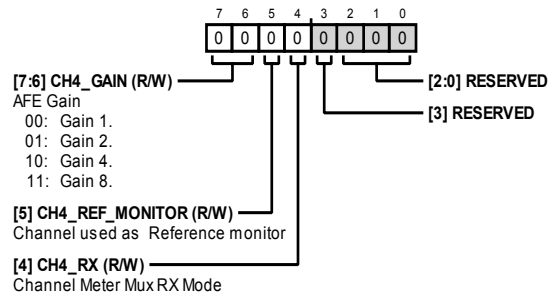 7 6 5 4 3 2 1 0
0 0 0 0 0 0 0 0
[7:6] CH4_GAIN (R/W)
AFE Gain
00: Gain 1.
01: Gain 2.
10: Gain 4.
11: Gain 8.
[5] CH4_REF_MONITOR (R/W)
Channel used as Reference monitor
[4] CH4_RX (R/W)
Channel Meter Mux RX Mode
[2:0] RESERVED
[3] RESERVED